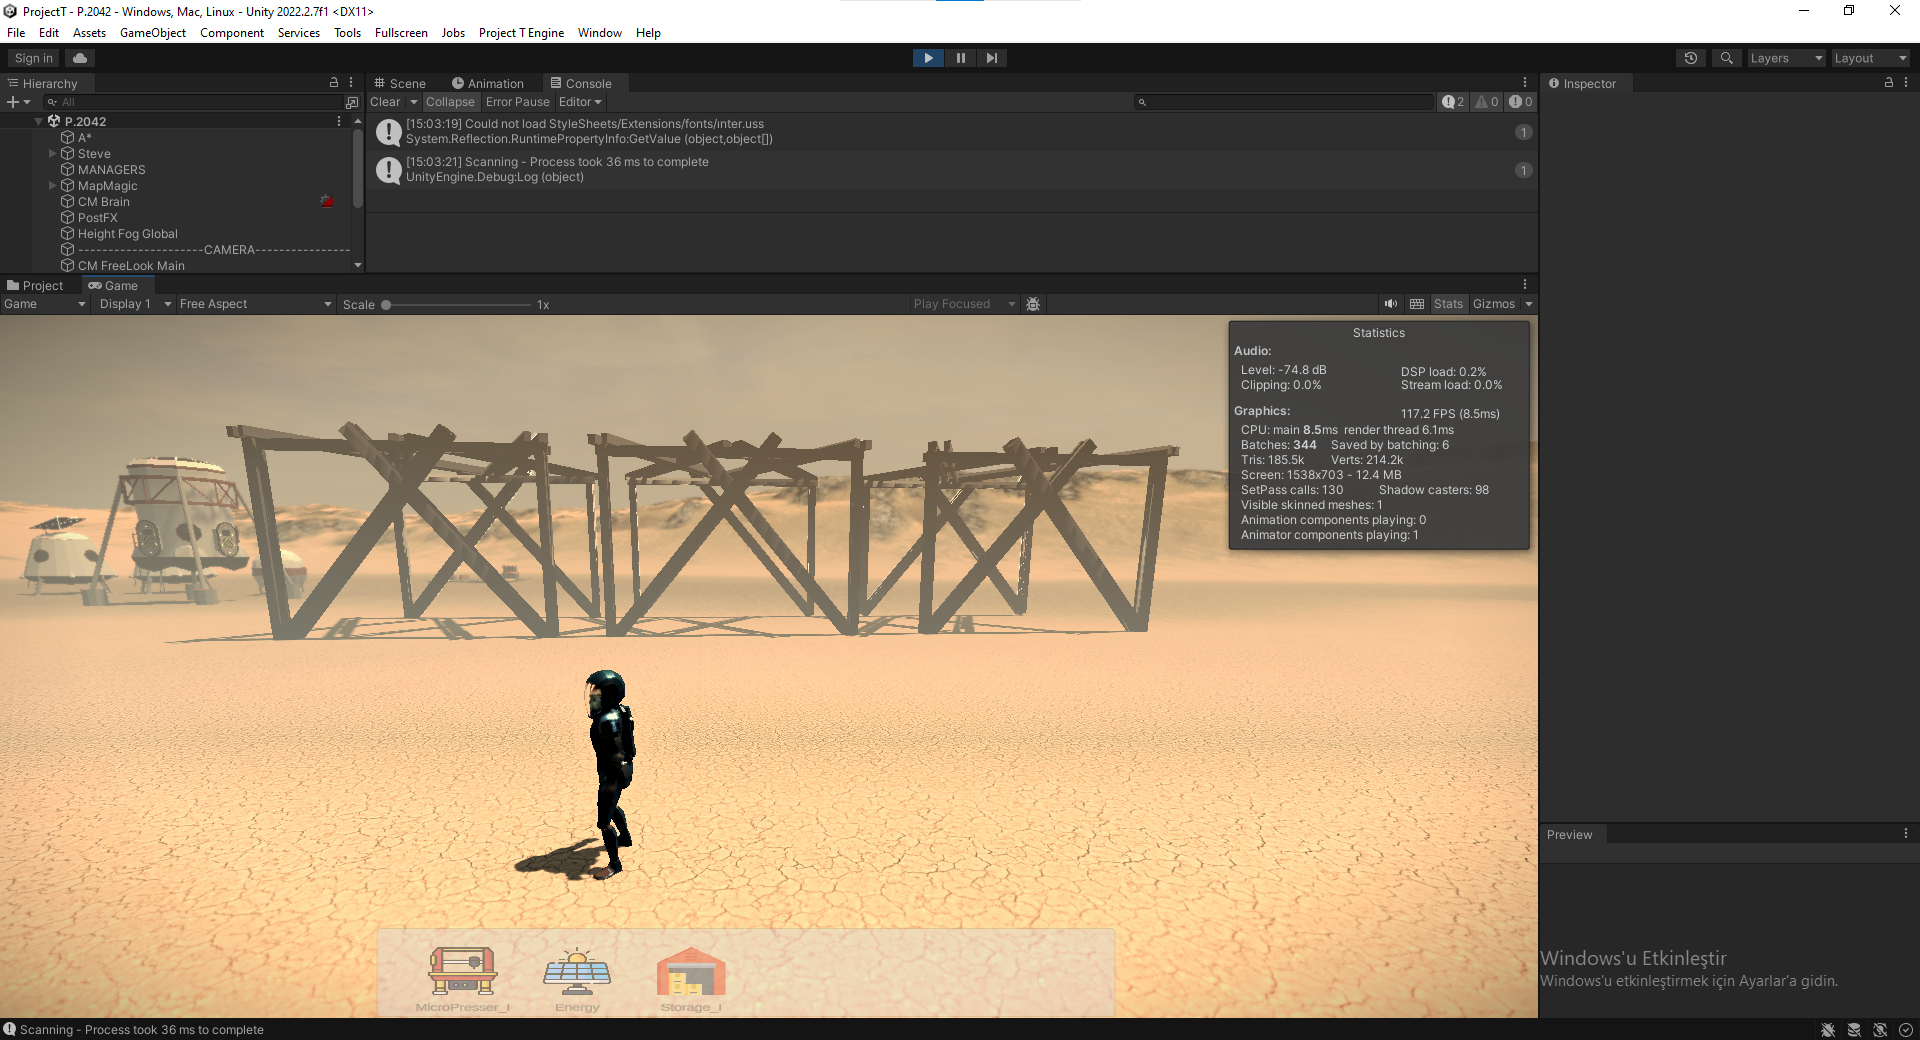 ProjectT - P.2042 - Windows, Mac, Linux - Unity 2022.2.7f1 <DX11>
File Edit Assets GameObject Component Services Tools Fullscreen Jobs Project T Engine Window Help
Sign in
Layers Layout
Hierarchy
All
P.2042
A*
Steve
MANAGERS
MapMagic
CM Brain
PostFX
Height Fog Global
---------------------CAMERA----------------
CM FreeLook Main
Scene Animation Console
Clear Collapse Error Pause Editor
2 0 0
[15:03:19] Could not load StyleSheets/Extensions/fonts/ınter.uss
System.Reflection.RuntimePropertyInfo:GetValue (object,object[])
1
[15:03:21] Scanning - Process took 36 ms to complete
UnityEngine.Debug:Log (object)
1
Inspector
Project Game
Game Display 1 Free Aspect Scale 1x Play Focused Stats Gizmos
Statistics
Audio:
Level: -74.8 dB DSP load: 0.2%
Clipping: 0.0% Stream load: 0.0%
Graphics: 117.2 FPS (8.5ms)
CPU: main 8.5ms render thread 6.1ms
Batches: 344 Saved by batching: 6
Tris: 185.5k Verts: 214.2k
Screen: 1538x703 - 12.4 MB
SetPass calls: 130 Shadow casters: 98
Visible skinned meshes: 1
Animation components playing: 0
Animator components playing: 1
MicroPresser_I Energy Storage_I
Preview
Windows'u Etkinleştir
Windows'u etkinleştirmek için Ayarlar'a gidin.
Scanning - Process took 36 ms to complete